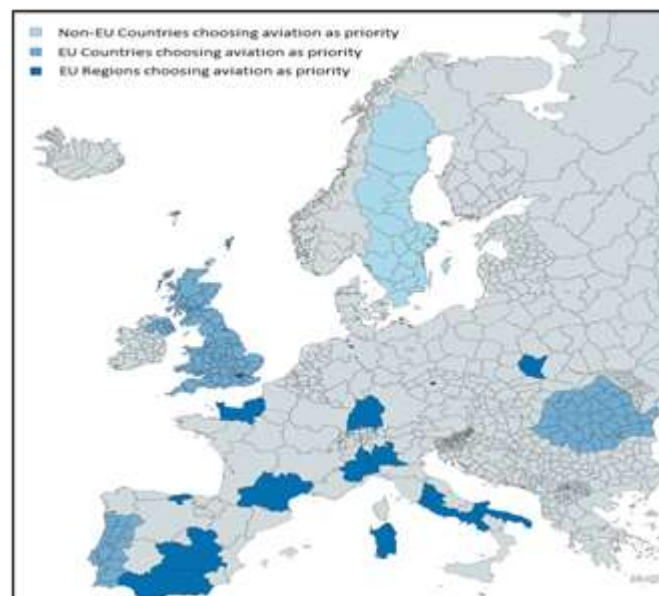 Non-EU Countries choosing aviation as priority
EU Countries choosing aviation as priority
EU Regions choosing aviation as priority